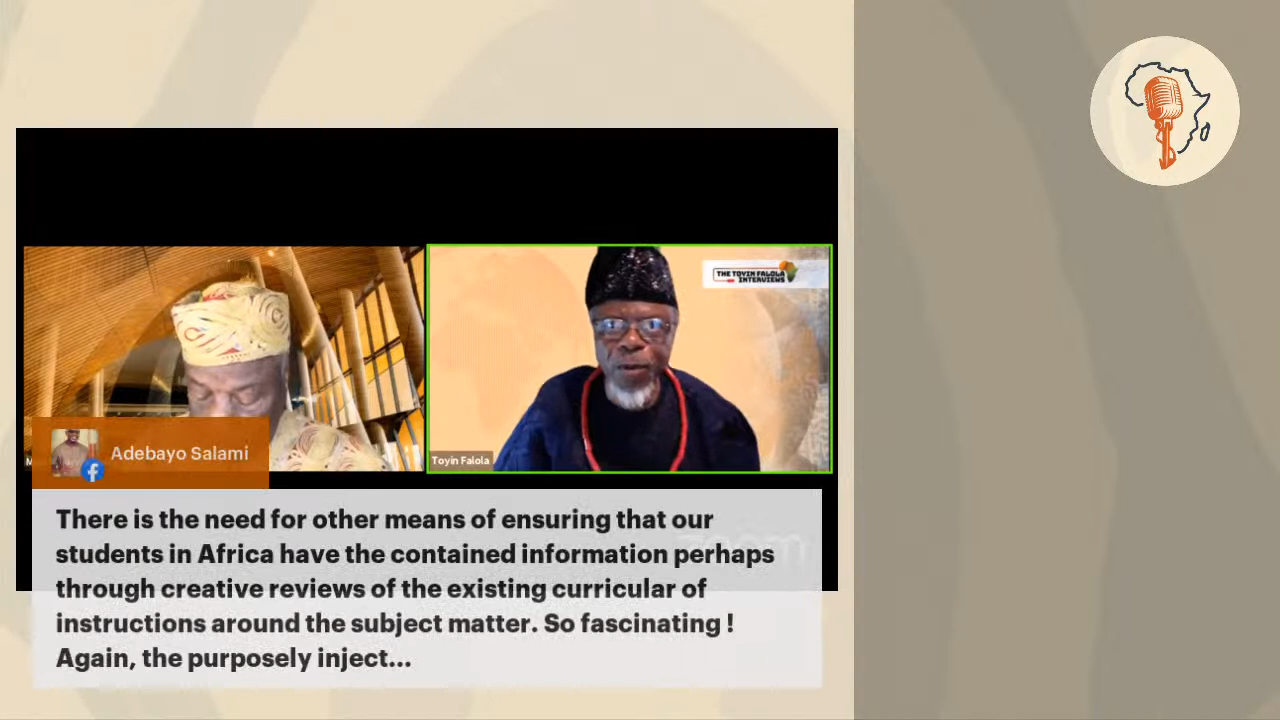 THE TOYIN FALOLA
INTERVIEWS
M
Toyin Falola
Adebayo Salami
zoom
There is the need for other means of ensuring that our
students in Africa have the contained information perhaps
through creative reviews of the existing curricular of
instructions around the subject matter. So fascinating !
Again, the purposely inject...